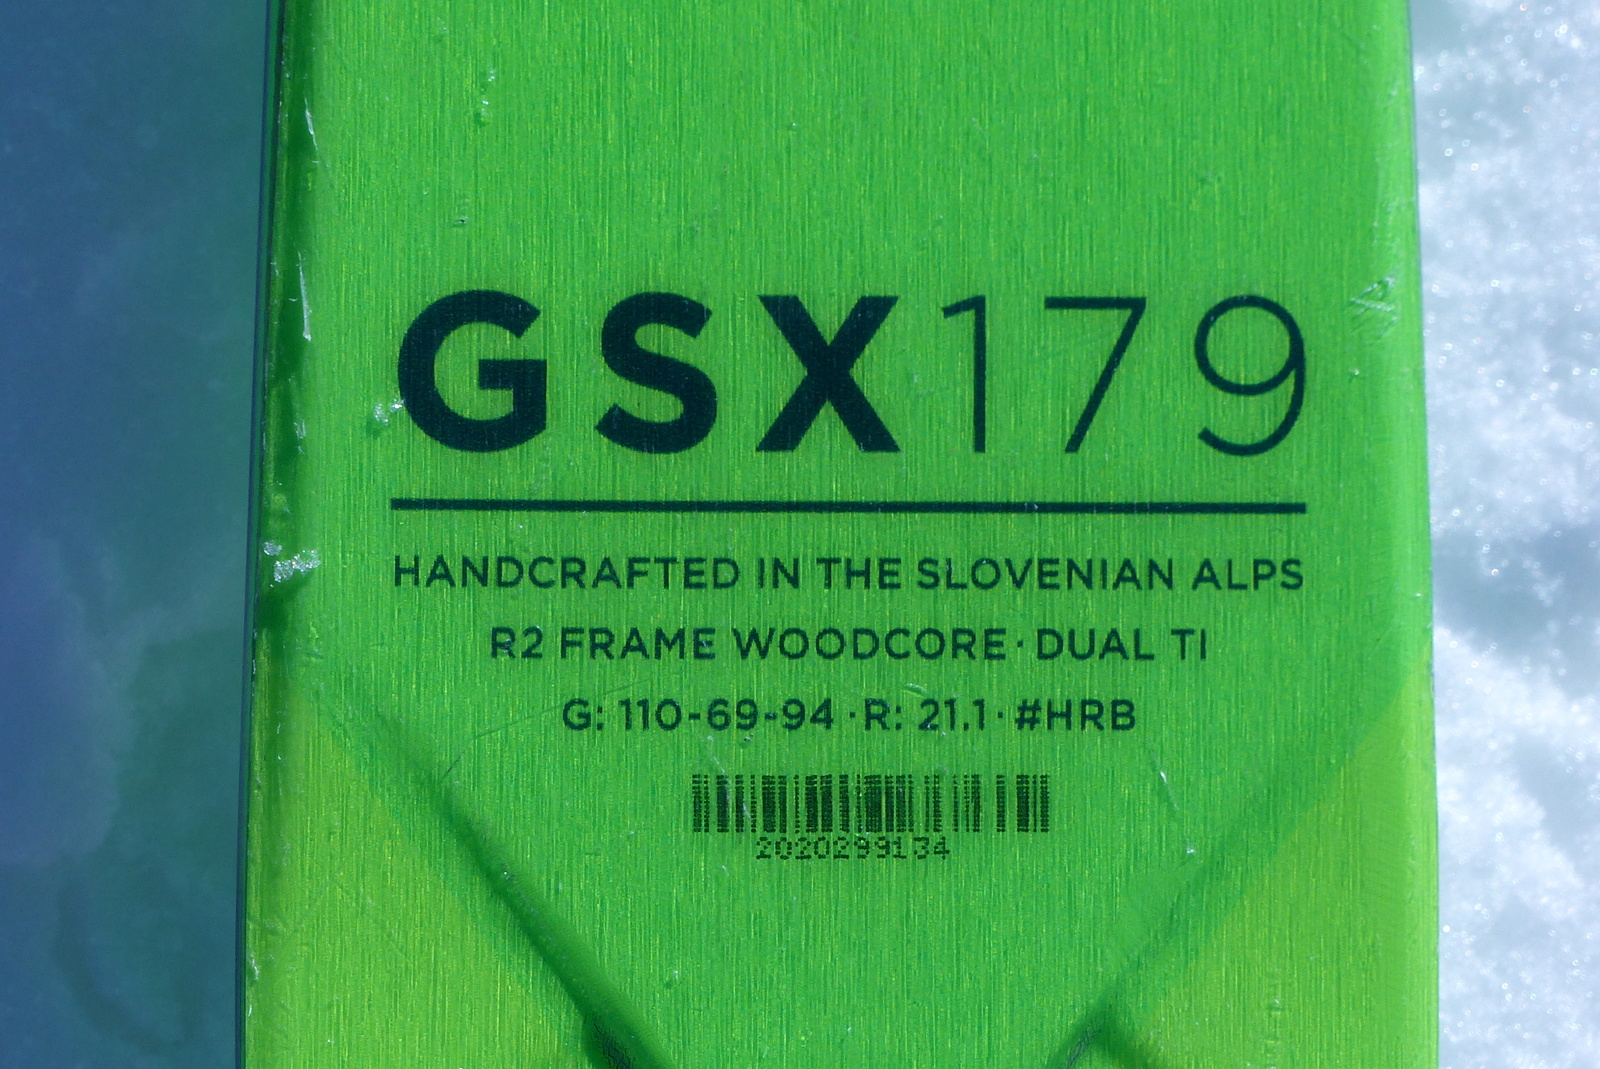 GSX179
HANDCRAFTED IN THE SLOVENIAN ALPS
R2 FRAME WOODCORE · DUAL TI
G: 110-69-94 · R: 21.1 · #HRB
2020299134